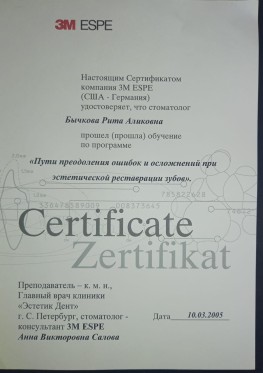 3M ESPE
Настоящим Сертификатом
компания 3M ESPE
(США - Германия)
удостоверяет, что стоматолог
Бычкова Рита Аликовна
прошел (прошла) обучение
по программе
«Пути преодоления ошибок и осложнений при
эстетической реставрации зубов».
Certificate
Zertifikat
Преподаватель – к. м. н.,
Главный врач клиники
«Эстетик Дент»
г. С. Петербург, стоматолог -
консультант 3M ESPE
Анна Викторовна Салова
Дата 10.03.2005